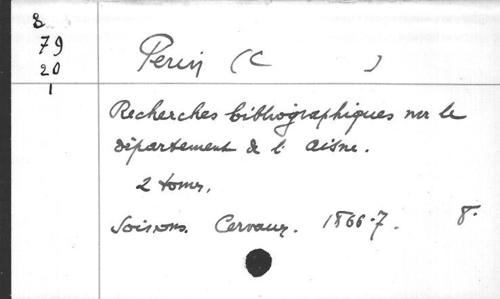 8
79
20
1
Perin (C )
Recherches bibliographiques sur le
département de l'Aisne.
2 tomes.
Soissons. Cervaux. 1866-7. 8.